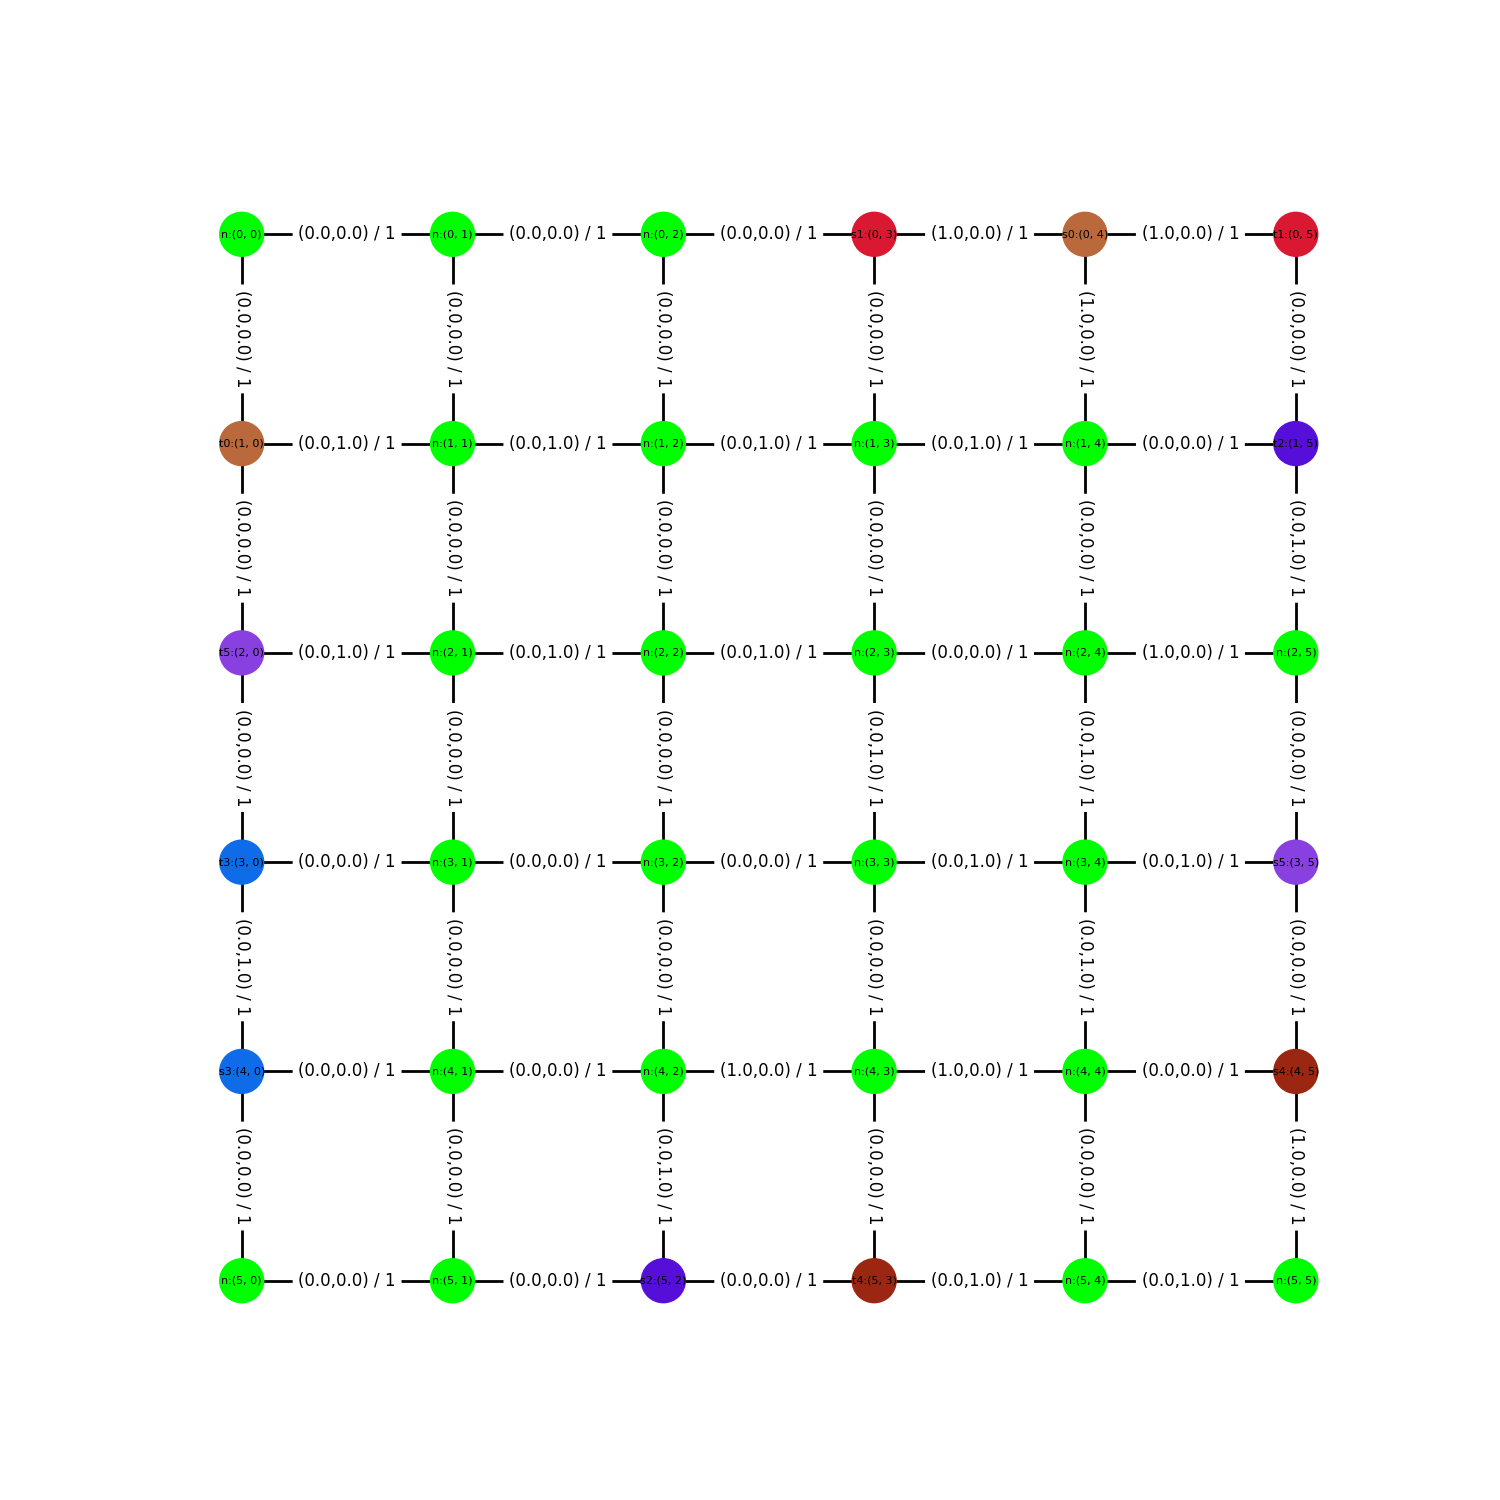 n:(0, 0) (0.0,0.0) / 1 n:(0, 1) (0.0,0.0) / 1 n:(0, 2) (0.0,0.0) / 1 s1:(0, 3) (1.0,0.0) / 1 s0:(0, 4) (1.0,0.0) / 1 t1:(0, 5)
(0.0,0.0) / 1 (0.0,0.0) / 1 (0.0,0.0) / 1 (0.0,0.0) / 1 (1.0,0.0) / 1 (0.0,0.0) / 1
t0:(1, 0) (0.0,1.0) / 1 n:(1, 1) (0.0,1.0) / 1 n:(1, 2) (0.0,1.0) / 1 n:(1, 3) (0.0,1.0) / 1 n:(1, 4) (0.0,0.0) / 1 t2:(1, 5)
(0.0,0.0) / 1 (0.0,0.0) / 1 (0.0,0.0) / 1 (0.0,0.0) / 1 (0.0,0.0) / 1 (0.0,1.0) / 1
t5:(2, 0) (0.0,1.0) / 1 n:(2, 1) (0.0,1.0) / 1 n:(2, 2) (0.0,1.0) / 1 n:(2, 3) (0.0,0.0) / 1 n:(2, 4) (1.0,0.0) / 1 n:(2, 5)
(0.0,0.0) / 1 (0.0,0.0) / 1 (0.0,0.0) / 1 (0.0,1.0) / 1 (0.0,1.0) / 1 (0.0,0.0) / 1
t3:(3, 0) (0.0,0.0) / 1 n:(3, 1) (0.0,0.0) / 1 n:(3, 2) (0.0,0.0) / 1 n:(3, 3) (0.0,1.0) / 1 n:(3, 4) (0.0,1.0) / 1 s5:(3, 5)
(0.0,1.0) / 1 (0.0,0.0) / 1 (0.0,0.0) / 1 (0.0,0.0) / 1 (0.0,1.0) / 1 (0.0,0.0) / 1
s3:(4, 0) (0.0,0.0) / 1 n:(4, 1) (0.0,0.0) / 1 n:(4, 2) (1.0,0.0) / 1 n:(4, 3) (1.0,0.0) / 1 n:(4, 4) (0.0,0.0) / 1 s4:(4, 5)
(0.0,0.0) / 1 (0.0,0.0) / 1 (0.0,1.0) / 1 (0.0,0.0) / 1 (0.0,0.0) / 1 (1.0,0.0) / 1
n:(5, 0) (0.0,0.0) / 1 n:(5, 1) (0.0,0.0) / 1 s2:(5, 2) (0.0,0.0) / 1 t4:(5, 3) (0.0,1.0) / 1 n:(5, 4) (0.0,1.0) / 1 n:(5, 5)